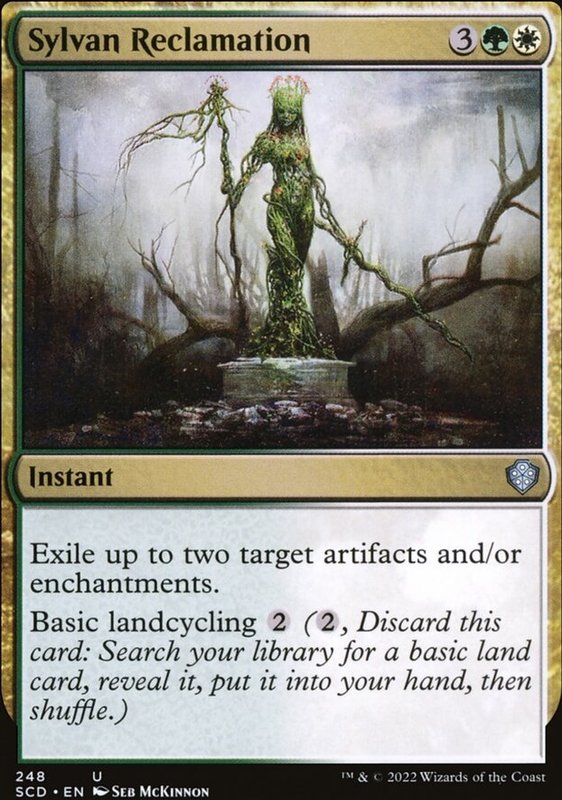 Sylvan Reclamation 3
Instant
Exile up to two target artifacts and/or
enchantments.
Basic landcycling 2 (2, Discard this
card: Search your library for a basic land
card, reveal it, put it into your hand, then
shuffle.)
248 U
SCD • EN Seb McKinnon
™ & © 2022 Wizards of the Coast